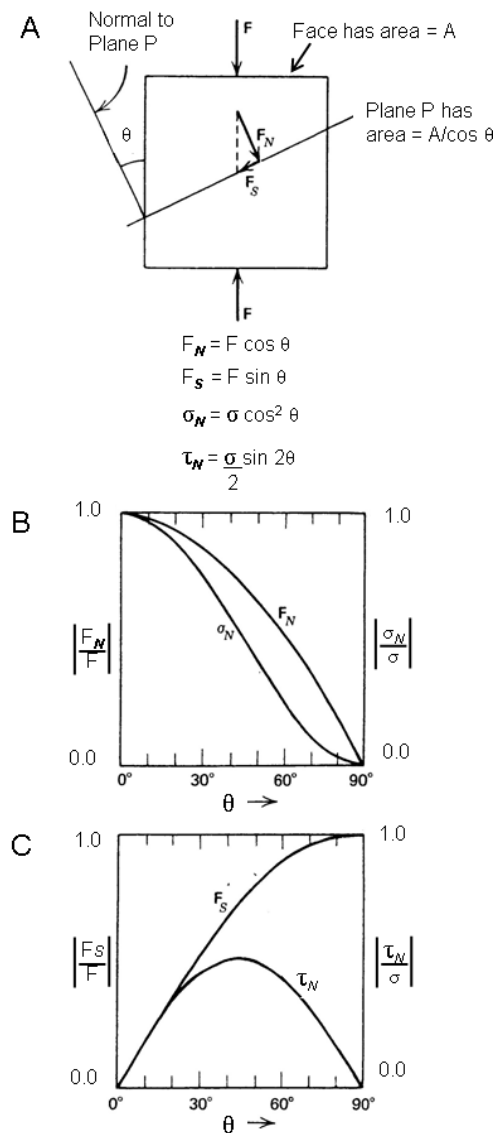 A
Normal to
Plane P
F
Face has area = A
θ
Plane P has
area = A/cos θ
F_N
F_S
F
F_N = F cos θ
F_S = F sin θ
σ_N = σ cos² θ
τ_N = σ/2 sin 2θ
B
1.0
1.0
|F_N/F|
σ_N
F_N
|σ_N/σ|
0.0
0.0
0° 30° 60° 90°
θ →
C
1.0
1.0
F_S
|Fs/F|
τ_N
|τ_N/σ|
0.0
0.0
0° 30° 60° 90°
θ →